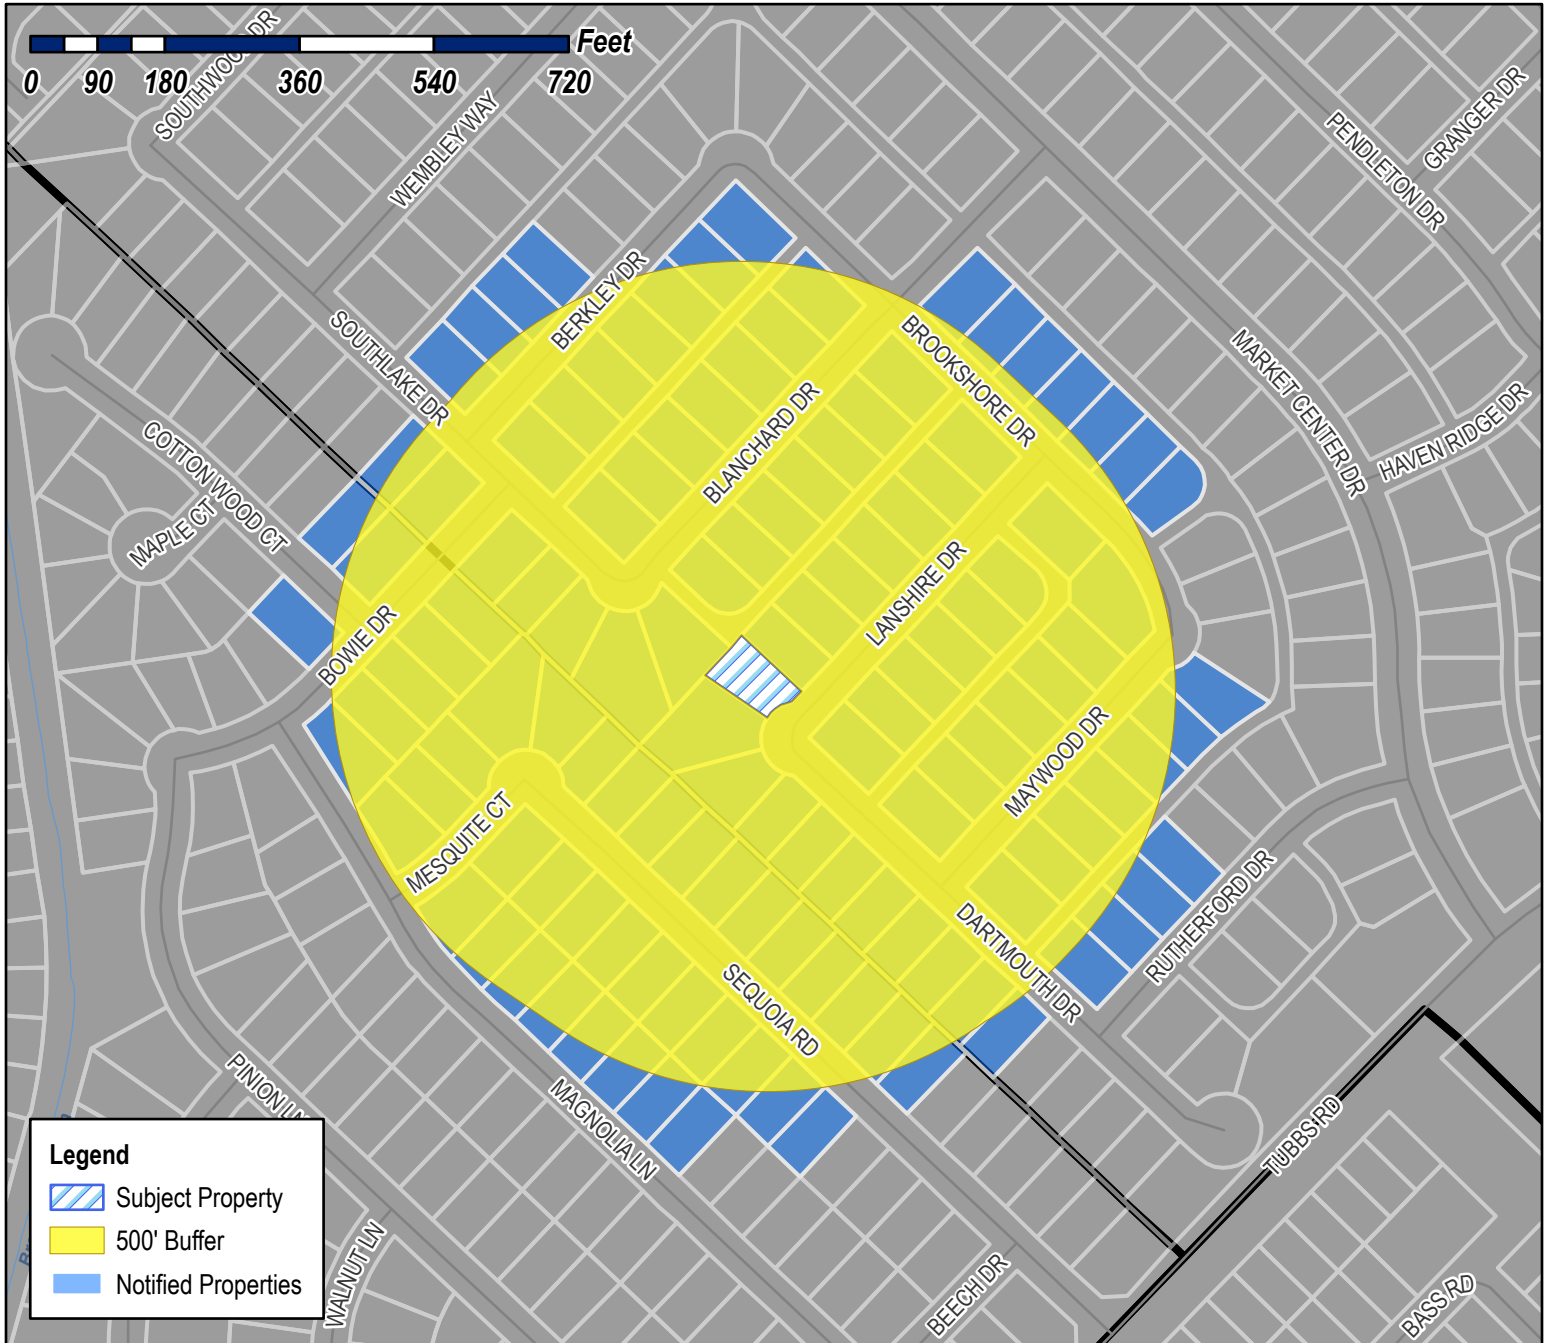 Feet
0 90 180 360 540 720
SOUTHWOOD DR
WEMBLEY WAY
GRANGER DR
PENDLETON DR
BERKLEY DR
SOUTHLAKE DR
BROOKSHORE DR
MARKET CENTER DR
BLANCHARD DR
HAVEN RIDGE DR
COTTON WOOD CT
MAPLE CT
LANSHIRE DR
BOWIE DR
MAYWOOD DR
MESQUITE CT
RUTHERFORD DR
DARTMOUTH DR
SEQUOIA RD
PINION LN
MAGNOLIA LN
TUBBS RD
WALNUT LN
BEECH DR
BASS RD
Legend
Subject Property
500' Buffer
Notified Properties